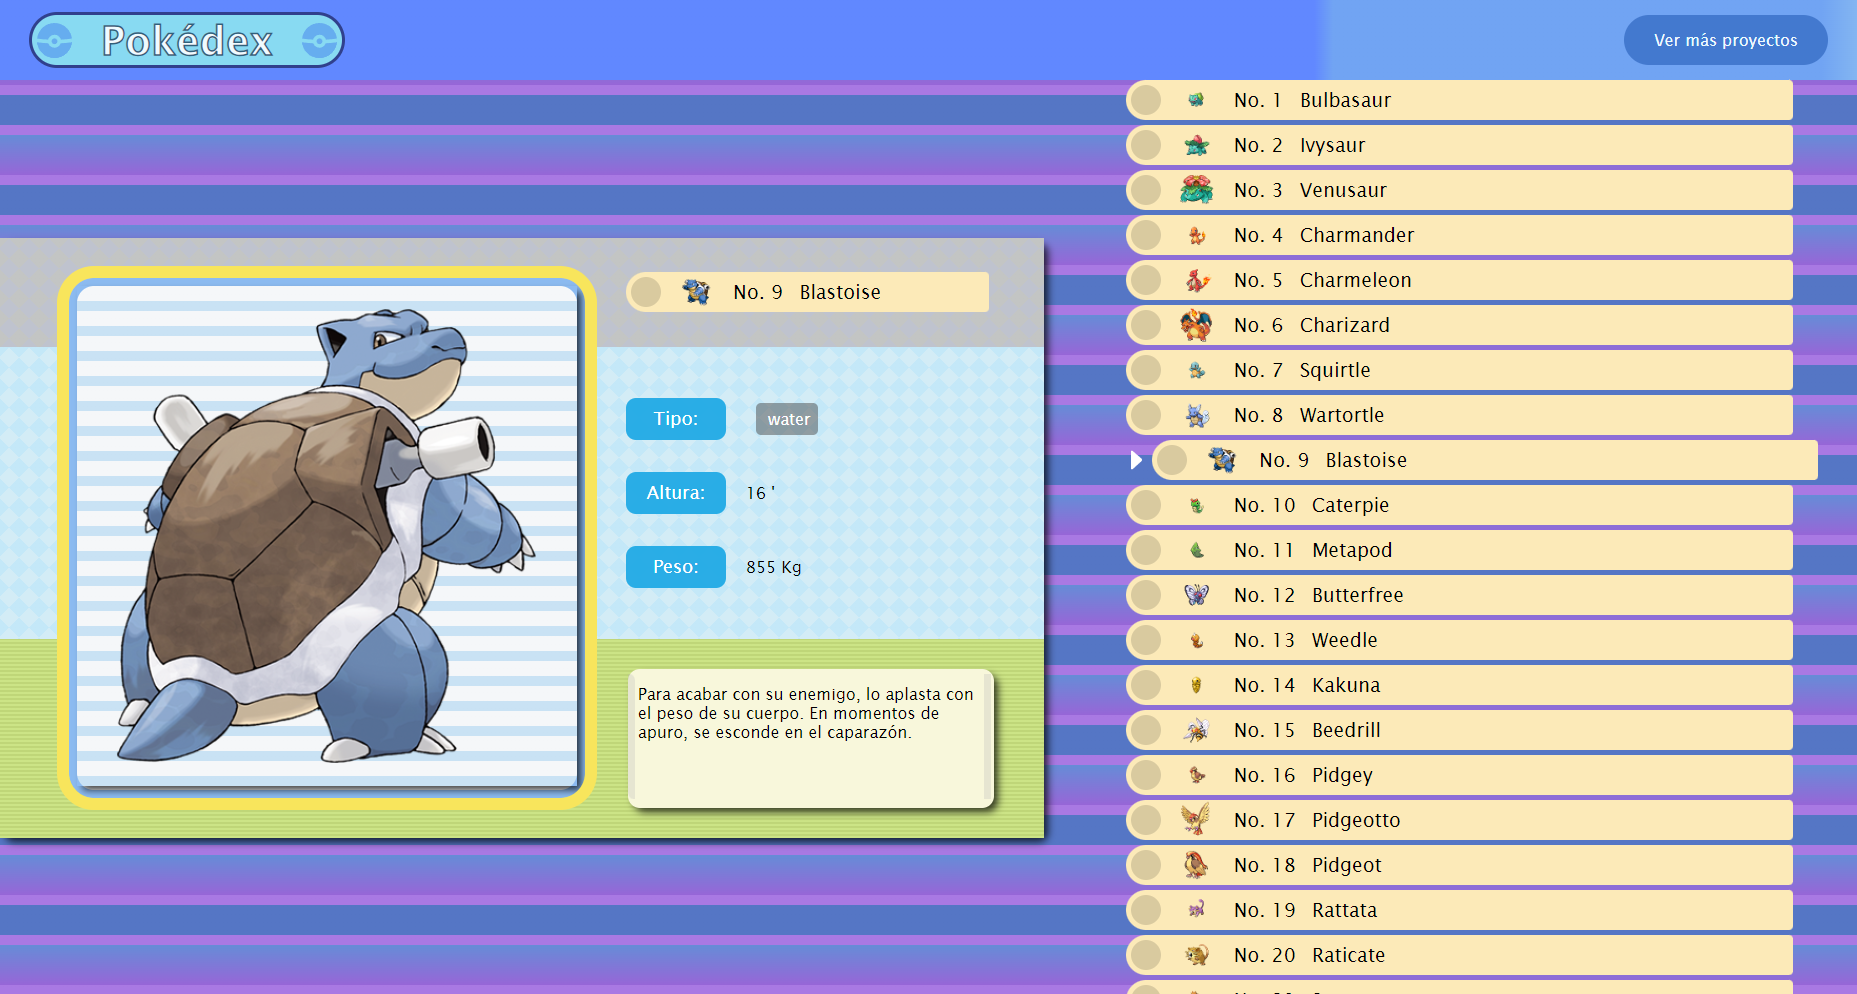 Pokédex
Ver más proyectos
No. 9 Blastoise
Tipo: water
Altura: 16 '
Peso: 855 Kg
Para acabar con su enemigo, lo aplasta con
el peso de su cuerpo. En momentos de
apuro, se esconde en el caparazón.
No. 1 Bulbasaur
No. 2 Ivysaur
No. 3 Venusaur
No. 4 Charmander
No. 5 Charmeleon
No. 6 Charizard
No. 7 Squirtle
No. 8 Wartortle
No. 9 Blastoise
No. 10 Caterpie
No. 11 Metapod
No. 12 Butterfree
No. 13 Weedle
No. 14 Kakuna
No. 15 Beedrill
No. 16 Pidgey
No. 17 Pidgeotto
No. 18 Pidgeot
No. 19 Rattata
No. 20 Raticate